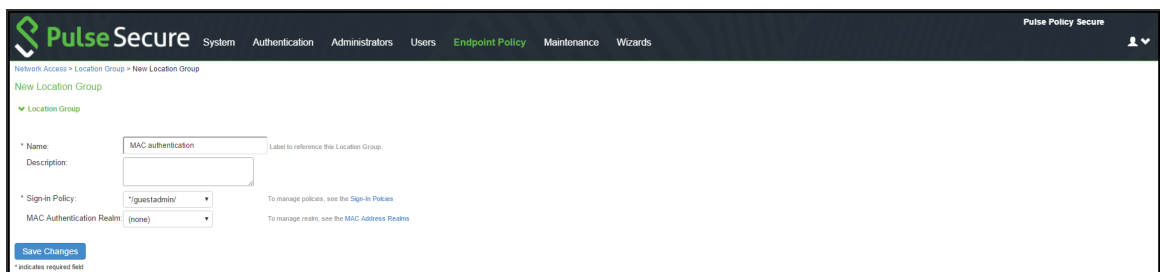 Pulse Policy Secure
Pulse Secure System Authentication Administrators Users Endpoint Policy Maintenance Wizards
Network Access > Location Group > New Location Group
New Location Group
Location Group
* Name: MAC authentication Label to reference this Location Group.
Description:
* Sign-in Policy: */guestadmin/ To manage policies, see the Sign-In Polcies
MAC Authentication Realm: (none) To manage realm, see the MAC Address Realms
Save Changes
* indicates required field